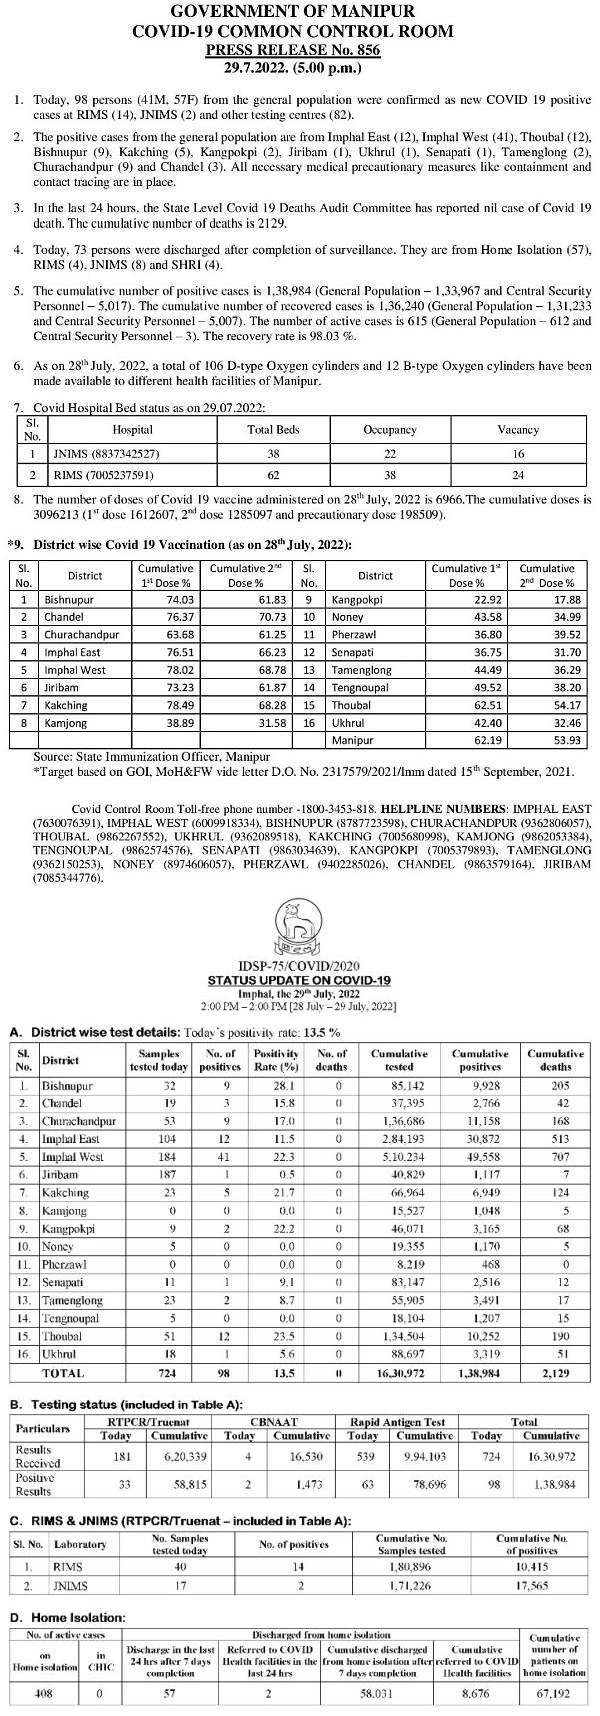 GOVERNMENT OF MANIPUR
COVID-19 COMMON CONTROL ROOM
PRESS RELEASE No. 856
29.7.2022. (5.00 p.m.)
1. Today, 98 persons (41M, 57F) from the general population were confirmed as new COVID 19 positive
cases at RIMS (14), JNIMS (2) and other testing centres (82).
2. The positive cases from the general population are from Imphal East (12), Imphal West (41), Thoubal (12),
Bishnupur (9), Kakching (5), Kangpokpi (2), Jiribam (1), Ukhrul (1), Senapati (1), Tamenglong (2),
Churachandpur (9) and Chandel (3). All necessary medical precautionary measures like containment and
contact tracing are in place.
3. In the last 24 hours, the State Level Covid 19 Deaths Audit Committee has reported nil case of Covid 19
death. The cumulative number of deaths is 2129.
4. Today, 73 persons were discharged after completion of surveillance. They are from Home Isolation (57),
RIMS (4), JNIMS (8) and SHRI (4).
5. The cumulative number of positive cases is 1,38,984 (General Population – 1,33,967 and Central Security
Personnel – 5,017). The cumulative number of recovered cases is 1,36,240 (General Population – 1,31,233
and Central Security Personnel – 5,007). The number of active cases is 615 (General Population – 612 and
Central Security Personnel – 3). The recovery rate is 98.03 %.
6. As on 28th July, 2022, a total of 106 D-type Oxygen cylinders and 12 B-type Oxygen cylinders have been
made available to different health facilities of Manipur.
7. Covid Hospital Bed status as on 29.07.2022:
Sl. No. Hospital Total Beds Occupancy Vacancy
1 JNIMS (8837342527) 38 22 16
2 RIMS (7005237591) 62 38 24
8. The number of doses of Covid 19 vaccine administered on 28th July, 2022 is 6966.The cumulative doses is
3096213 (1st dose 1612607, 2nd dose 1285097 and precautionary dose 198509).
*9. District wise Covid 19 Vaccination (as on 28th July, 2022):
Sl. No. District Cumulative 1st Dose % Cumulative 2nd Dose % Sl. No. District Cumulative 1st Dose % Cumulative 2nd Dose %
1 Bishnupur 74.03 61.83 9 Kangpokpi 22.92 17.88
2 Chandel 76.37 70.73 10 Noney 43.58 34.99
3 Churachandpur 63.68 61.25 11 Pherzawl 36.80 39.52
4 Imphal East 76.51 66.23 12 Senapati 36.75 31.70
5 Imphal West 78.02 68.78 13 Tamenglong 44.49 36.29
6 Jiribam 73.23 61.87 14 Tengnoupal 49.52 38.20
7 Kakching 78.49 68.28 15 Thoubal 62.51 54.17
8 Kamjong 38.89 31.58 16 Ukhrul 42.40 32.46
Manipur 62.19 53.93
Source: State Immunization Officer, Manipur
*Target based on GOI, MoH&FW vide letter D.O. No. 2317579/2021/Imm dated 15th September, 2021.
Covid Control Room Toll-free phone number -1800-3453-818. HELPLINE NUMBERS: IMPHAL EAST
(7630076391), IMPHAL WEST (6009918334), BISHNUPUR (8787723598), CHURACHANDPUR (9362806057),
THOUBAL (9862267552), UKHRUL (9362089518), KAKCHING (7005680998), KAMJONG (9862053384),
TENGNOUPAL (9862574576), SENAPATI (9863034639), KANGPOKPI (7005379893), TAMENGLONG
(9362150253), NONEY (8974606057), PHERZAWL (9402285026), CHANDEL (9863579164), JIRIBAM
(7085344776).
IDSP-75/COVID/2020
STATUS UPDATE ON COVID-19
Imphal, the 29th July, 2022
2:00 PM – 2:00 PM [28 July – 29 July, 2022]
A. District wise test details: Today's positivity rate: 13.5 %
Sl. No. District Samples tested today No. of positives Positivity Rate (%) No. of deaths Cumulative tested Cumulative positives Cumulative deaths
1. Bishnupur 32 9 28.1 0 85,142 9,928 205
2. Chandel 19 3 15.8 0 37,395 2,766 42
3. Churachandpur 53 9 17.0 0 1,36,686 11,158 168
4. Imphal East 104 12 11.5 0 2,84,193 30,872 513
5. Imphal West 184 41 22.3 0 5,10,234 49,558 707
6. Jiribam 187 1 0.5 0 40,829 1,117 7
7. Kakching 23 5 21.7 0 66,964 6,949 124
8. Kamjong 0 0 0.0 0 15,527 1,048 5
9. Kangpokpi 9 2 22.2 0 46,071 3,165 68
10. Noney 5 0 0.0 0 19,355 1,170 5
11. Pherzawl 0 0 0.0 0 8,219 468 0
12. Senapati 11 1 9.1 0 83,147 2,516 12
13. Tamenglong 23 2 8.7 0 55,905 3,491 17
14. Tengnoupal 5 0 0.0 0 18,104 1,207 15
15. Thoubal 51 12 23.5 0 1,34,504 10,252 190
16. Ukhrul 18 1 5.6 0 88,697 3,319 51
TOTAL 724 98 13.5 0 16,30,972 1,38,984 2,129
B. Testing status (included in Table A):
Particulars RTPCR/Truenat CBNAAT Rapid Antigen Test Total
Today Cumulative Today Cumulative Today Cumulative Today Cumulative
Results Received 181 6,20,339 4 16,530 539 9,94,103 724 16,30,972
Positive Results 33 58,815 2 1,473 63 78,696 98 1,38,984
C. RIMS & JNIMS (RTPCR/Truenat – included in Table A):
Sl. No. Laboratory No. Samples tested today No. of positives Cumulative No. Samples tested Cumulative No. of positives
1. RIMS 40 14 1,80,896 10,415
2. JNIMS 17 2 1,71,226 17,565
D. Home Isolation:
No. of active cases Discharged from home isolation Cumulative number of patients on home isolation
on Home isolation in CHIC Discharge in the last 24 hrs after 7 days completion Referred to COVID Health facilities in the last 24 hrs Cumulative discharged from home isolation after 7 days completion Cumulative referred to COVID Health facilities
408 0 57 2 58,031 8,676 67,192